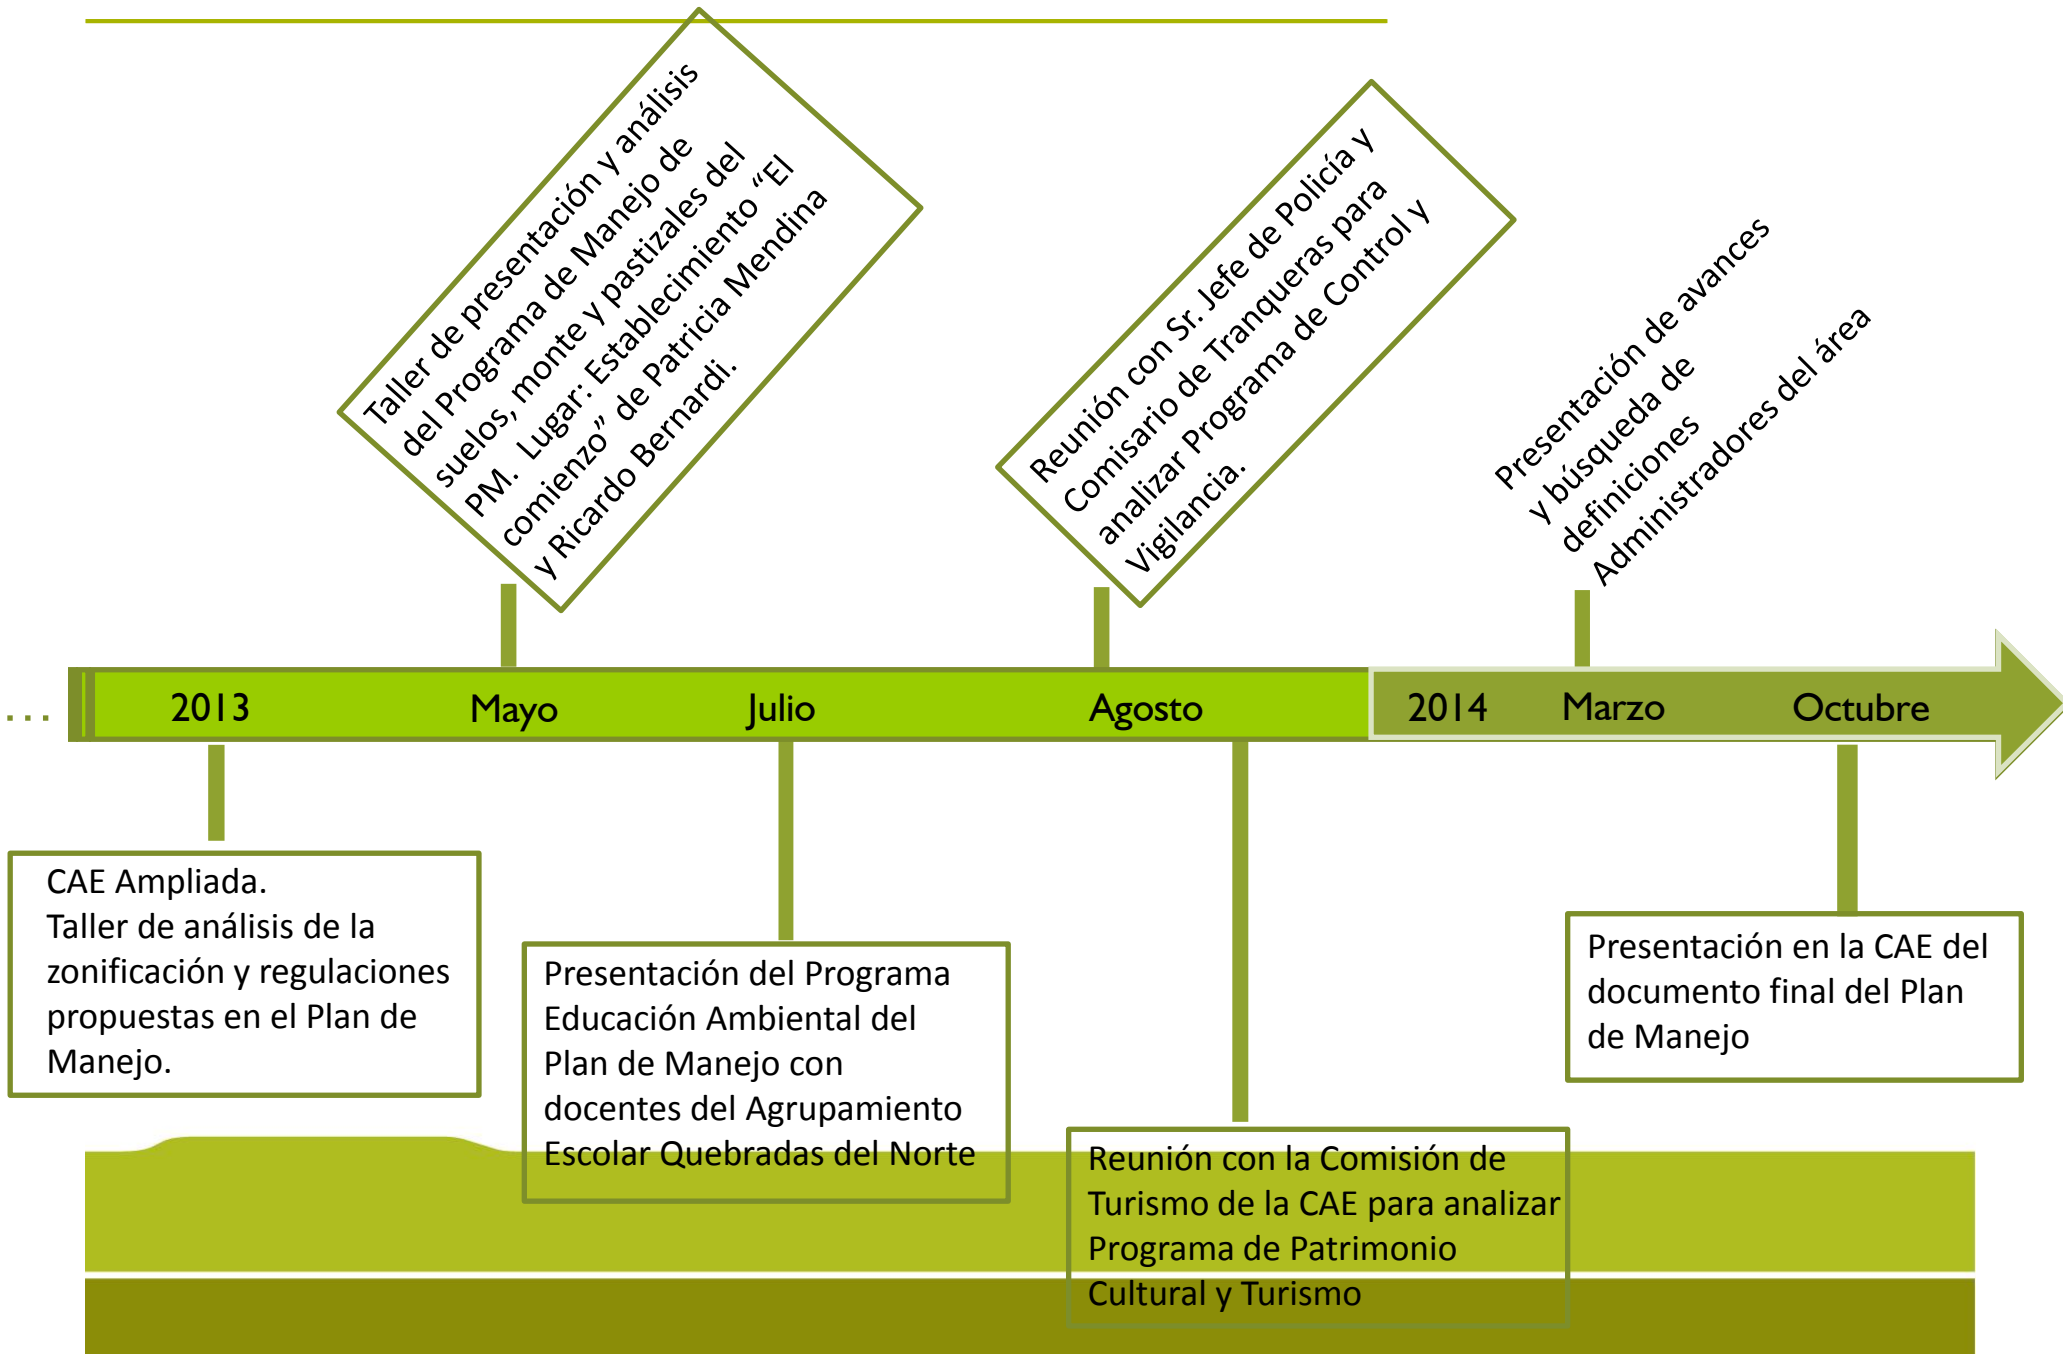 Taller de presentación y análisis
del Programa de Manejo de
suelos, monte y pastizales del
PM. Lugar: Establecimiento “El
comienzo” de Patricia Mendina
y Ricardo Bernardi.
Reunión con Sr. Jefe de Policía y
Comisario de Tranqueras para
analizar Programa de Control y
Vigilancia.
Presentación de avances
y búsqueda de
definiciones
Administradores del área
...
2013
Mayo
Julio
Agosto
2014
Marzo
Octubre
CAE Ampliada.
Taller de análisis de la
zonificación y regulaciones
propuestas en el Plan de
Manejo.
Presentación del Programa
Educación Ambiental del
Plan de Manejo con
docentes del Agrupamiento
Escolar Quebradas del Norte
Reunión con la Comisión de
Turismo de la CAE para analizar
Programa de Patrimonio
Cultural y Turismo
Presentación en la CAE del
documento final del Plan
de Manejo